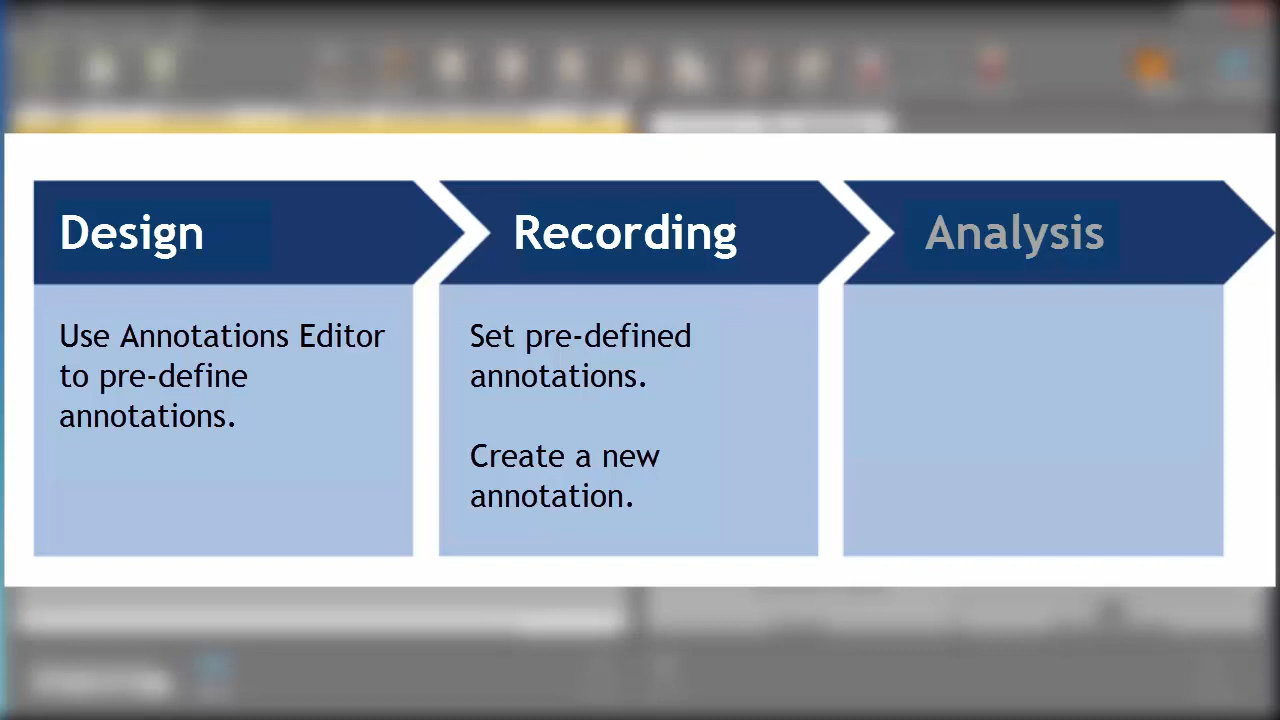 Design
Recording
Analysis
Use Annotations Editor
to pre-define
annotations.
Set pre-defined
annotations.
Create a new
annotation.